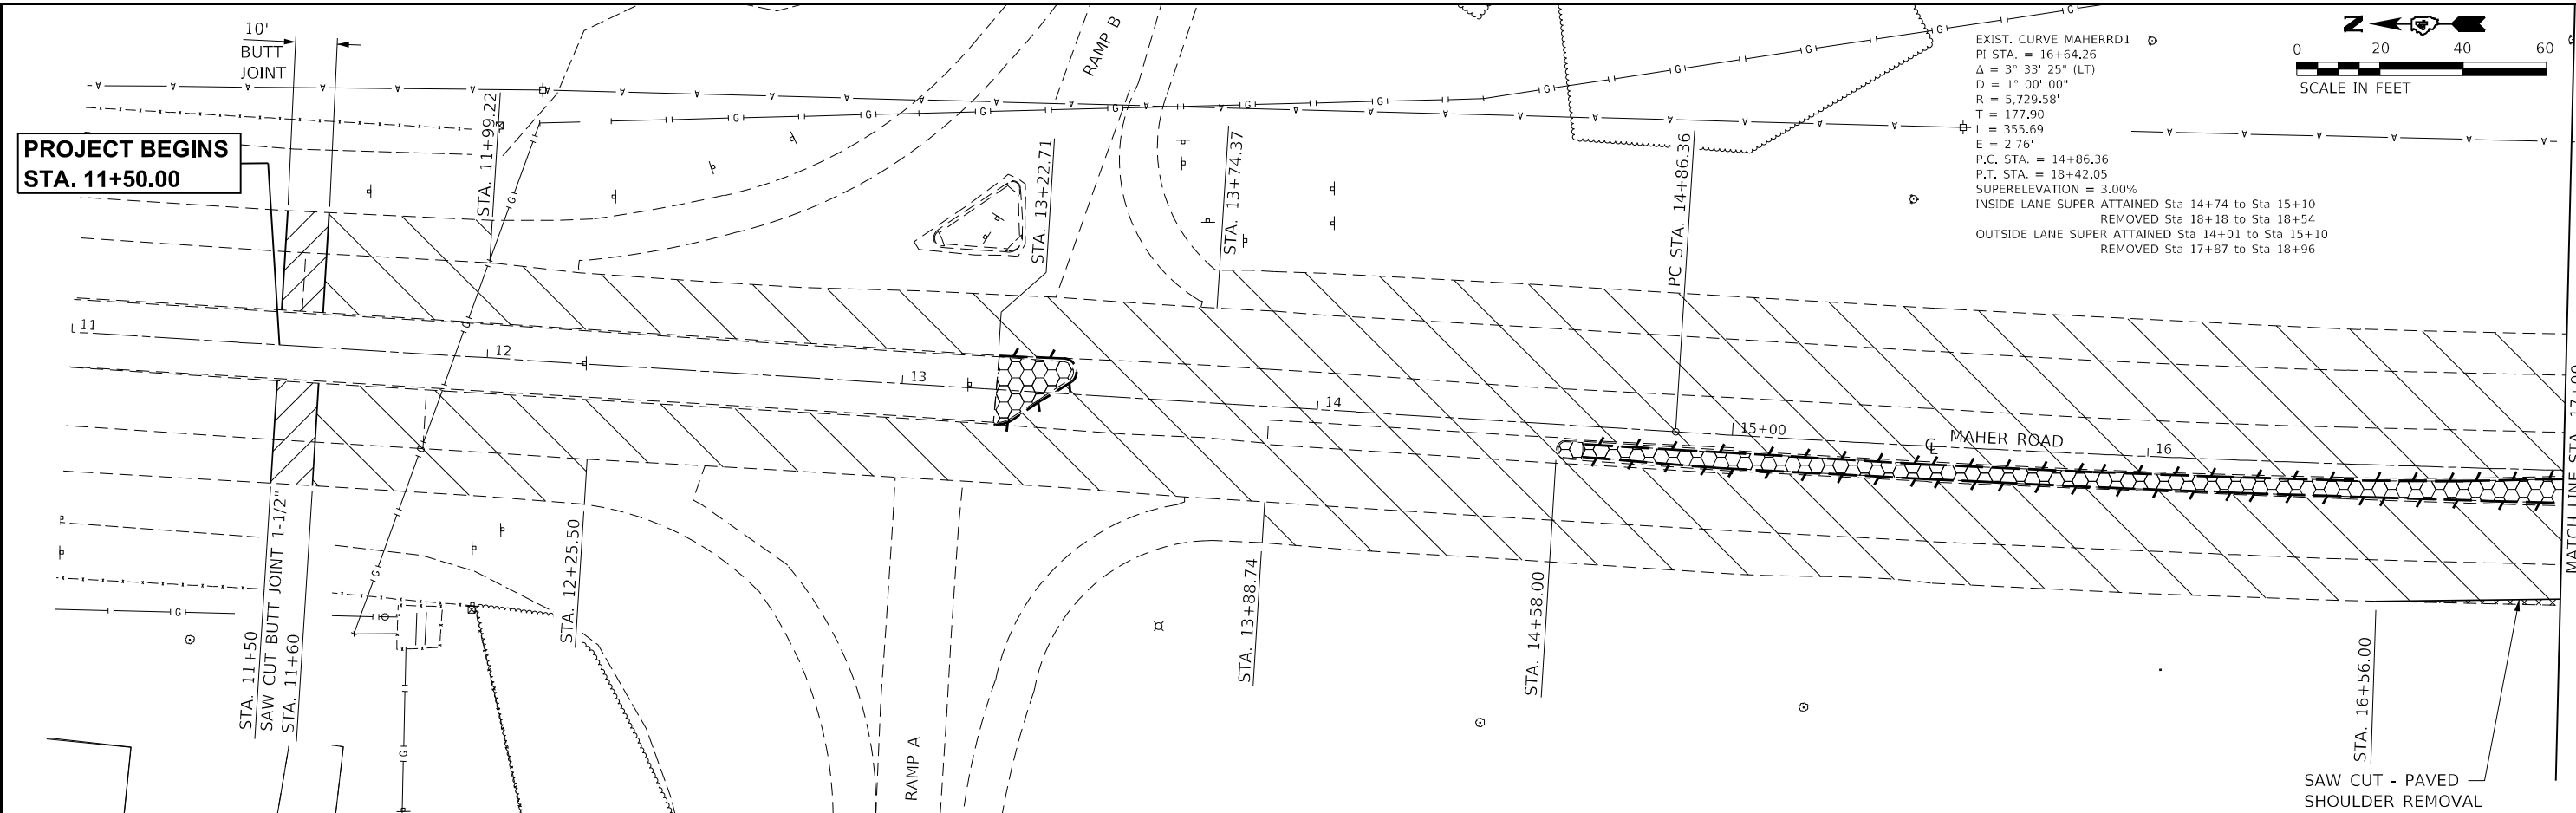 10'
BUTT
JOINT
PROJECT BEGINS
STA. 11+50.00
STA. 11+99.22
RAMP B
STA. 13+22.71
STA. 13+74.37
PC STA. 14+86.36
EXIST. CURVE MAHERRD1
PI STA. = 16+64.26
Δ = 3° 33' 25" (LT)
D = 1° 00' 00"
R = 5,729.58'
T = 177.90'
L = 355.69'
E = 2.76'
P.C. STA. = 14+86.36
P.T. STA. = 18+42.05
SUPERELEVATION = 3.00%
INSIDE LANE SUPER ATTAINED Sta 14+74 to Sta 15+10
REMOVED Sta 18+18 to Sta 18+54
OUTSIDE LANE SUPER ATTAINED Sta 14+01 to Sta 15+10
REMOVED Sta 17+87 to Sta 18+96
N
0 20 40 60
SCALE IN FEET
11
12
13
14
15+00
16
MAHER ROAD
MATCH LINE STA. 17+00
STA. 11+50
SAW CUT BUTT JOINT 1-1/2"
STA. 11+60
STA. 12+25.50
RAMP A
STA. 13+88.74
STA. 14+58.00
STA. 16+56.00
SAW CUT - PAVED
SHOULDER REMOVAL